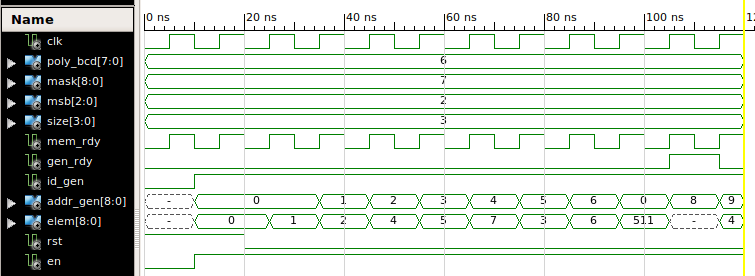 Name
0 ns 20 ns 40 ns 60 ns 80 ns 100 ns 12
clk
poly_bcd[7:0] 6
mask[8:0] 7
msb[2:0] 2
size[3:0] 3
mem_rdy
gen_rdy
id_gen
addr_gen[8:0] - 0 1 2 3 4 5 6 0 8 9
elem[8:0] - 0 1 2 4 5 7 3 6 511 - 4
rst
en